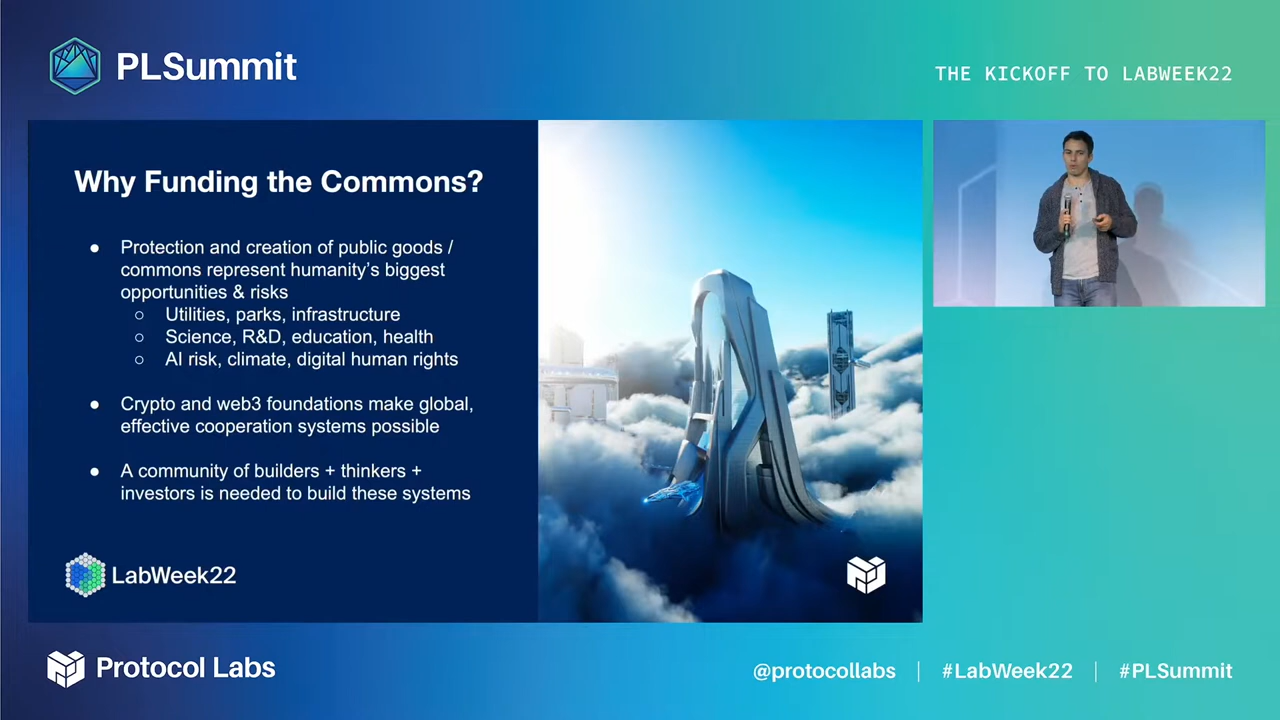 PLSummit
THE KICKOFF TO LABWEEK22
Why Funding the Commons?
● Protection and creation of public goods /
commons represent humanity's biggest
opportunities & risks
○ Utilities, parks, infrastructure
○ Science, R&D, education, health
○ AI risk, climate, digital human rights
● Crypto and web3 foundations make global,
effective cooperation systems possible
● A community of builders + thinkers +
investors is needed to build these systems
LabWeek22
Protocol Labs
@protocollabs | #LabWeek22 | #PLSummit